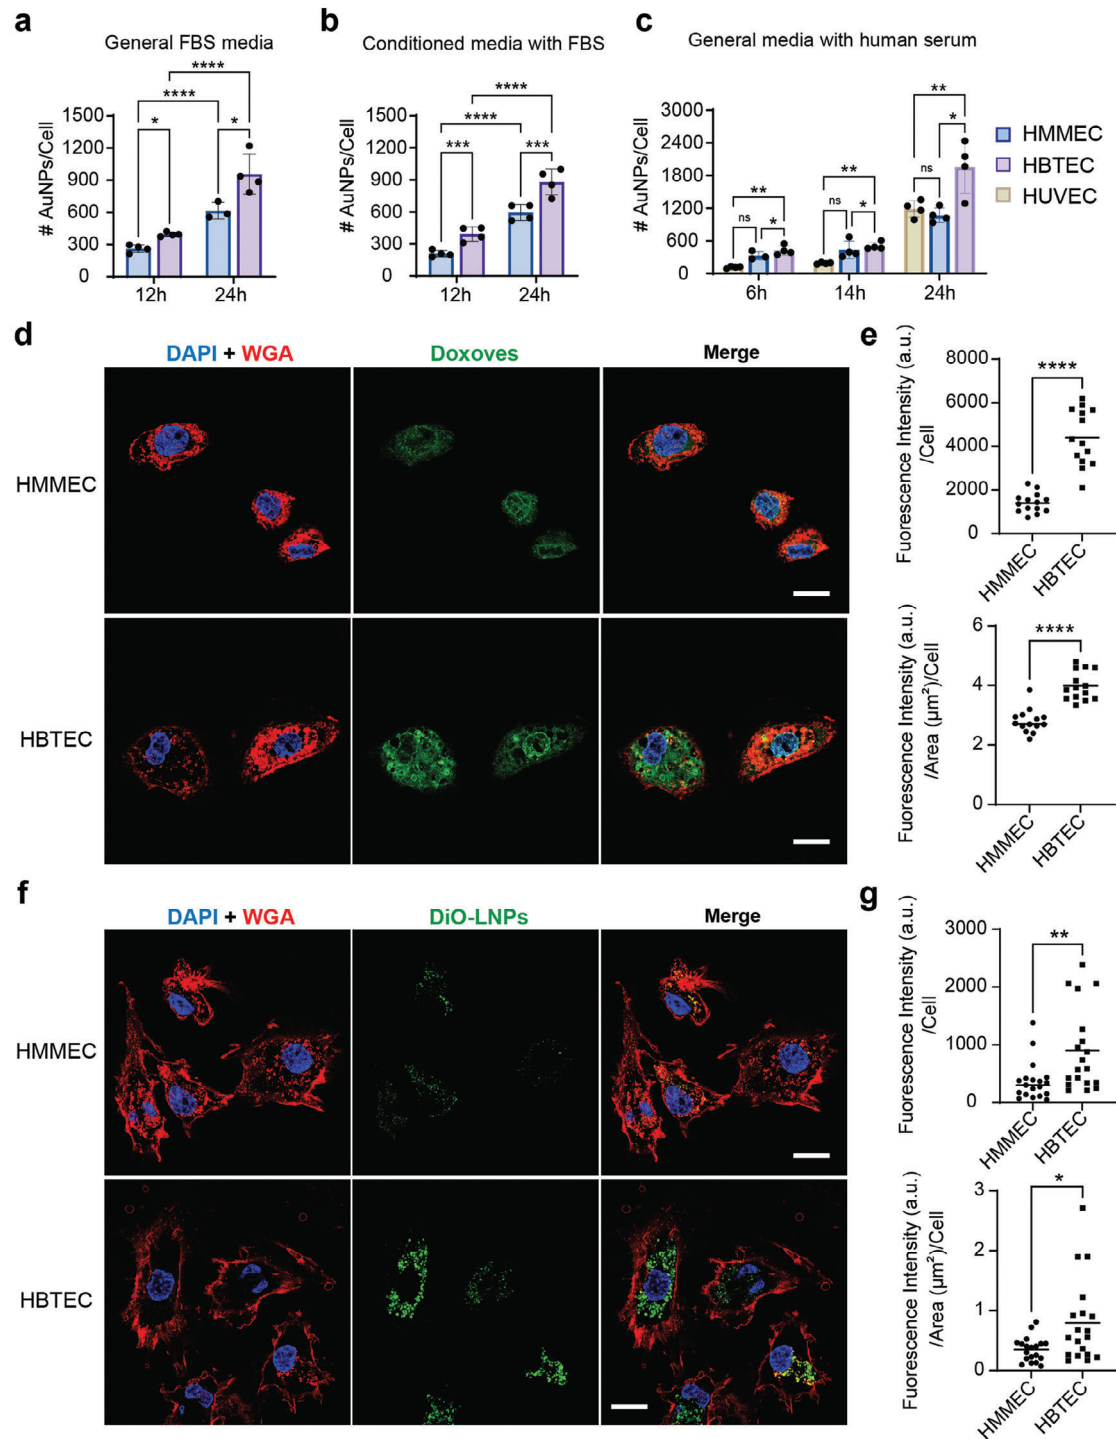 a
General FBS media
# AuNPs/Cell
1500
1200
900
600
300
0
****
****
*
*
12h
24h
b
Conditioned media with FBS
# AuNPs/Cell
1500
1200
900
600
300
0
****
****
***
***
12h
24h
c
General media with human serum
# AuNPs/Cell
3000
2400
1800
1200
600
0
**
ns
*
**
ns
*
**
*
ns
6h
14h
24h
HMMEC
HBTEC
HUVEC
d
DAPI + WGA
Doxoves
Merge
HMMEC
HBTEC
e
Fuorescence Intensity (a.u.)
/Cell
8000
6000
4000
2000
0
****
HMMEC
HBTEC
Fuorescence Intensity (a.u.)
/Area (µm²)/Cell
6
4
2
0
****
HMMEC
HBTEC
f
DAPI + WGA
DiO-LNPs
Merge
HMMEC
HBTEC
g
Fuorescence Intensity (a.u.)
/Cell
3000
2000
1000
0
**
HMMEC
HBTEC
Fuorescence Intensity (a.u.)
/Area (µm²)/Cell
3
2
1
0
*
HMMEC
HBTEC